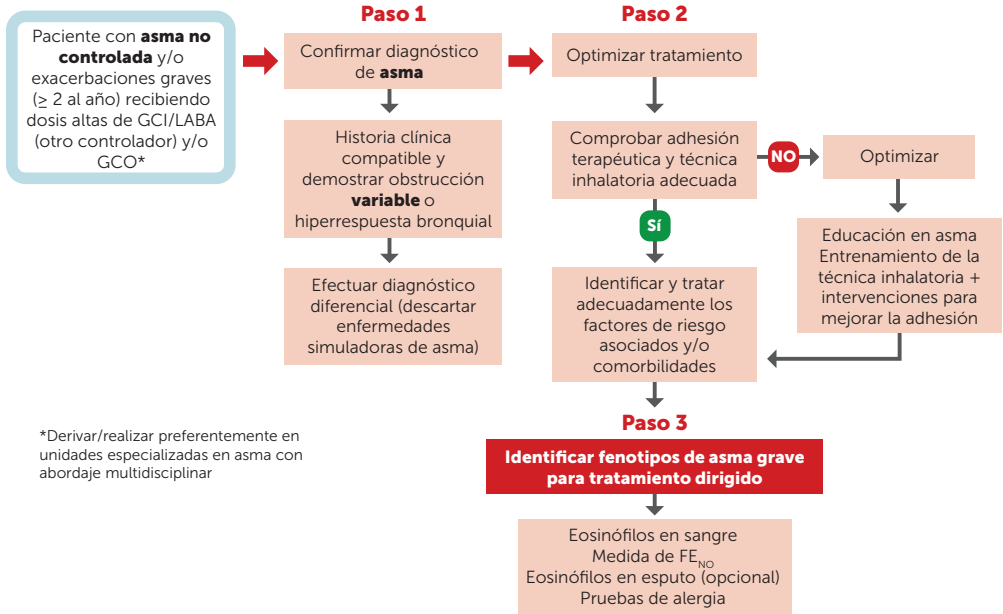 Paciente con asma no
controlada y/o
exacerbaciones graves
(≥ 2 al año) recibiendo
dosis altas de GCI/LABA
(otro controlador) y/o
GCO*
Paso 1
Confirmar diagnóstico
de asma
Historia clínica
compatible y
demostrar obstrucción
variable o
hiperrespuesta bronquial
Efectuar diagnóstico
diferencial (descartar
enfermedades
simuladoras de asma)
Paso 2
Optimizar tratamiento
Comprobar adhesión
terapéutica y técnica
inhalatoria adecuada
NO
Optimizar
Educación en asma
Entrenamiento de la
técnica inhalatoria +
intervenciones para
mejorar la adhesión
Sí
Identificar y tratar
adecuadamente los
factores de riesgo
asociados y/o
comorbilidades
Paso 3
Identificar fenotipos de asma grave
para tratamiento dirigido
Eosinófilos en sangre
Medida de FENO
Eosinófilos en esputo (opcional)
Pruebas de alergia
*Derivar/realizar preferentemente en
unidades especializadas en asma con
abordaje multidisciplinar